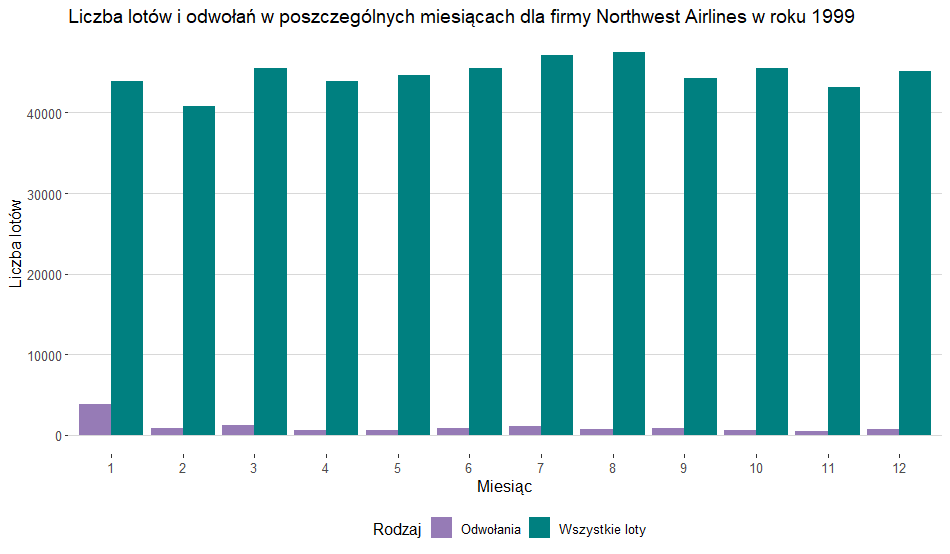 Liczba lotów i odwołań w poszczególnych miesiącach dla firmy Northwest Airlines w roku 1999
Liczba lotów
40000
30000
20000
10000
0
1 2 3 4 5 6 7 8 9 10 11 12
Miesiąc
Rodzaj Odwołania Wszystkie loty